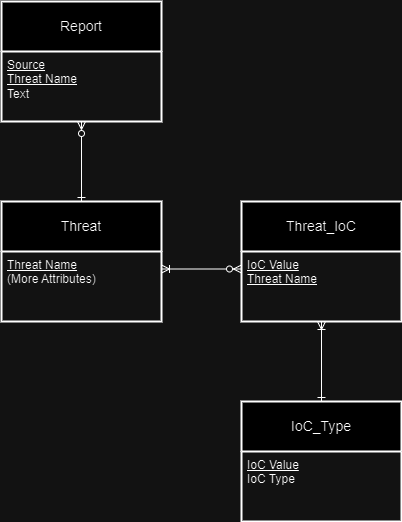 Report
Source
Threat Name
Text
Threat
Threat Name
(More Attributes)
Threat_IoC
IoC Value
Threat Name
IoC_Type
IoC Value
IoC Type